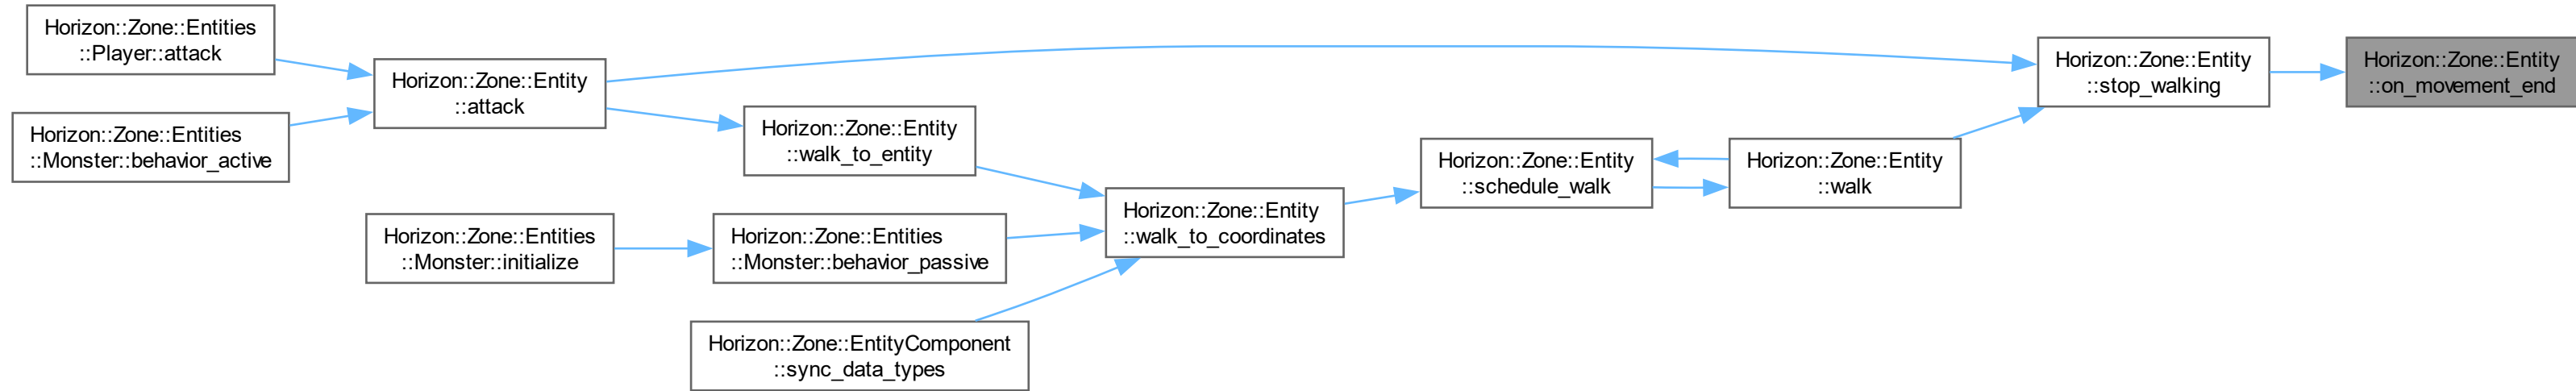 Horizon::Zone::Entities
::Player::attack
Horizon::Zone::Entities
::Monster::behavior_active
Horizon::Zone::Entity
::attack
Horizon::Zone::Entity
::walk_to_entity
Horizon::Zone::Entities
::Monster::initialize
Horizon::Zone::Entities
::Monster::behavior_passive
Horizon::Zone::EntityComponent
::sync_data_types
Horizon::Zone::Entity
::walk_to_coordinates
Horizon::Zone::Entity
::schedule_walk
Horizon::Zone::Entity
::walk
Horizon::Zone::Entity
::stop_walking
Horizon::Zone::Entity
::on_movement_end